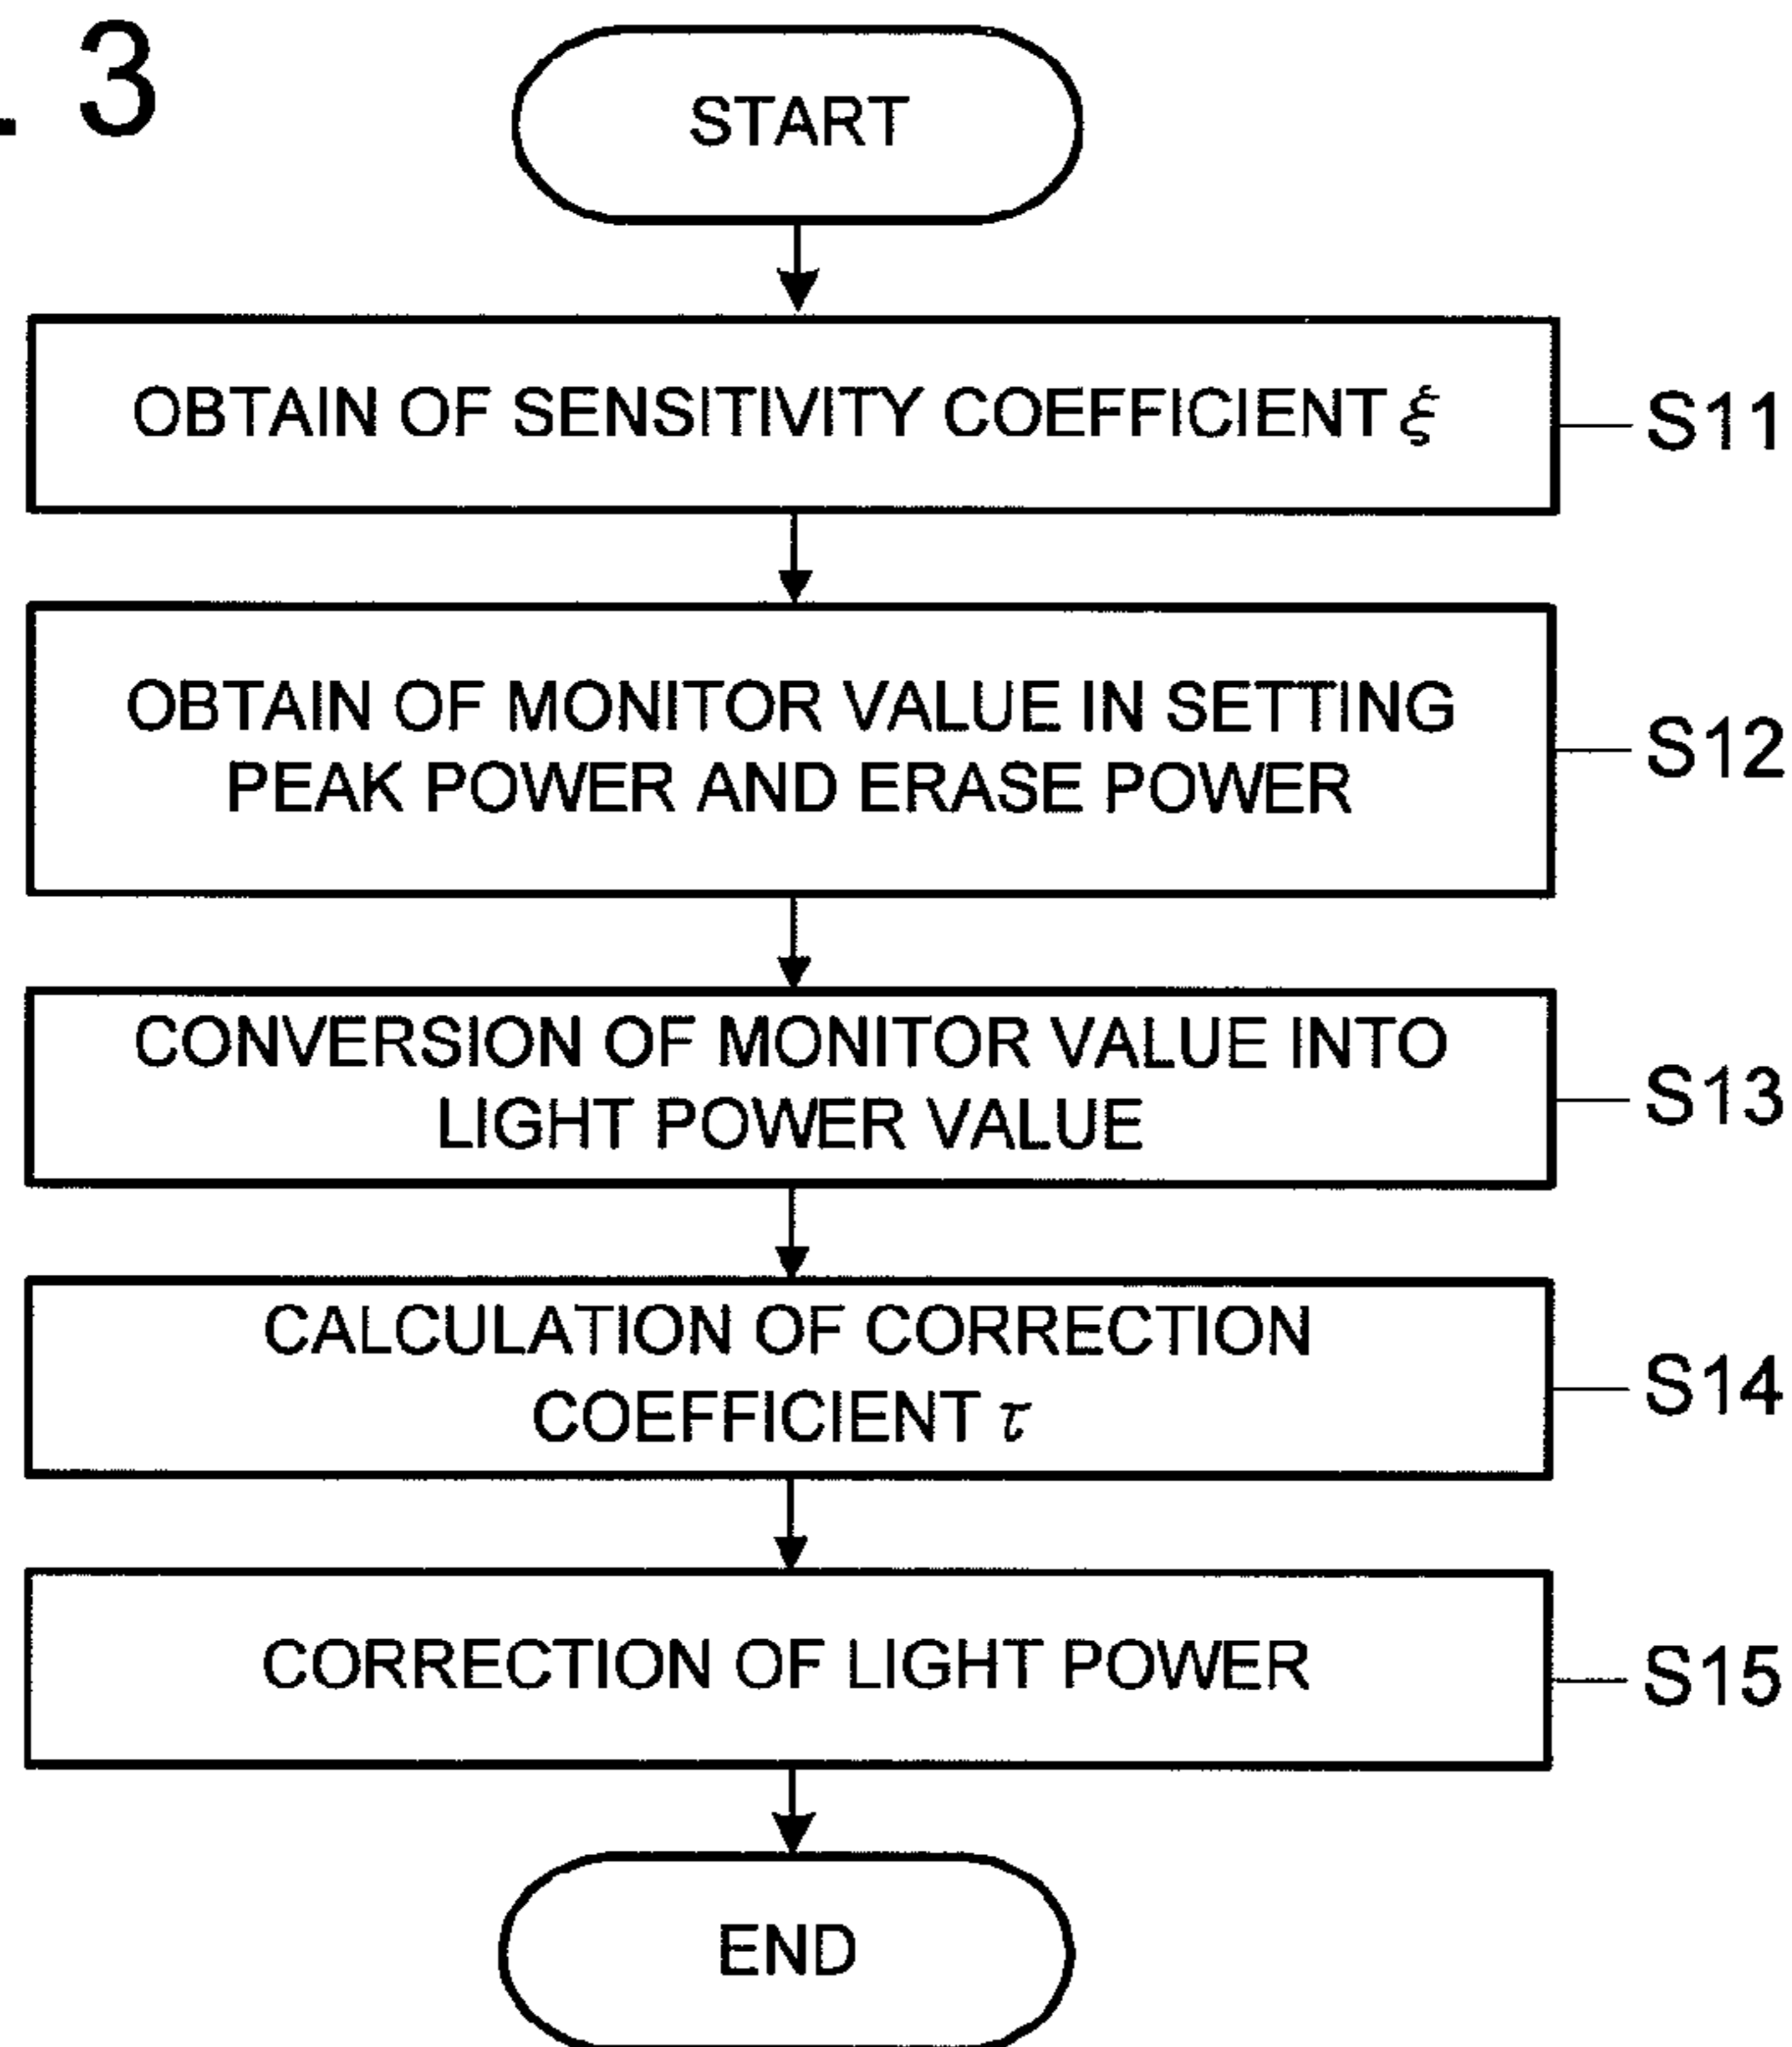 . 3
START
OBTAIN OF SENSITIVITY COEFFICIENT ξ
S11
OBTAIN OF MONITOR VALUE IN SETTING
PEAK POWER AND ERASE POWER
S12
CONVERSION OF MONITOR VALUE INTO
LIGHT POWER VALUE
S13
CALCULATION OF CORRECTION
COEFFICIENT τ
S14
CORRECTION OF LIGHT POWER
S15
END